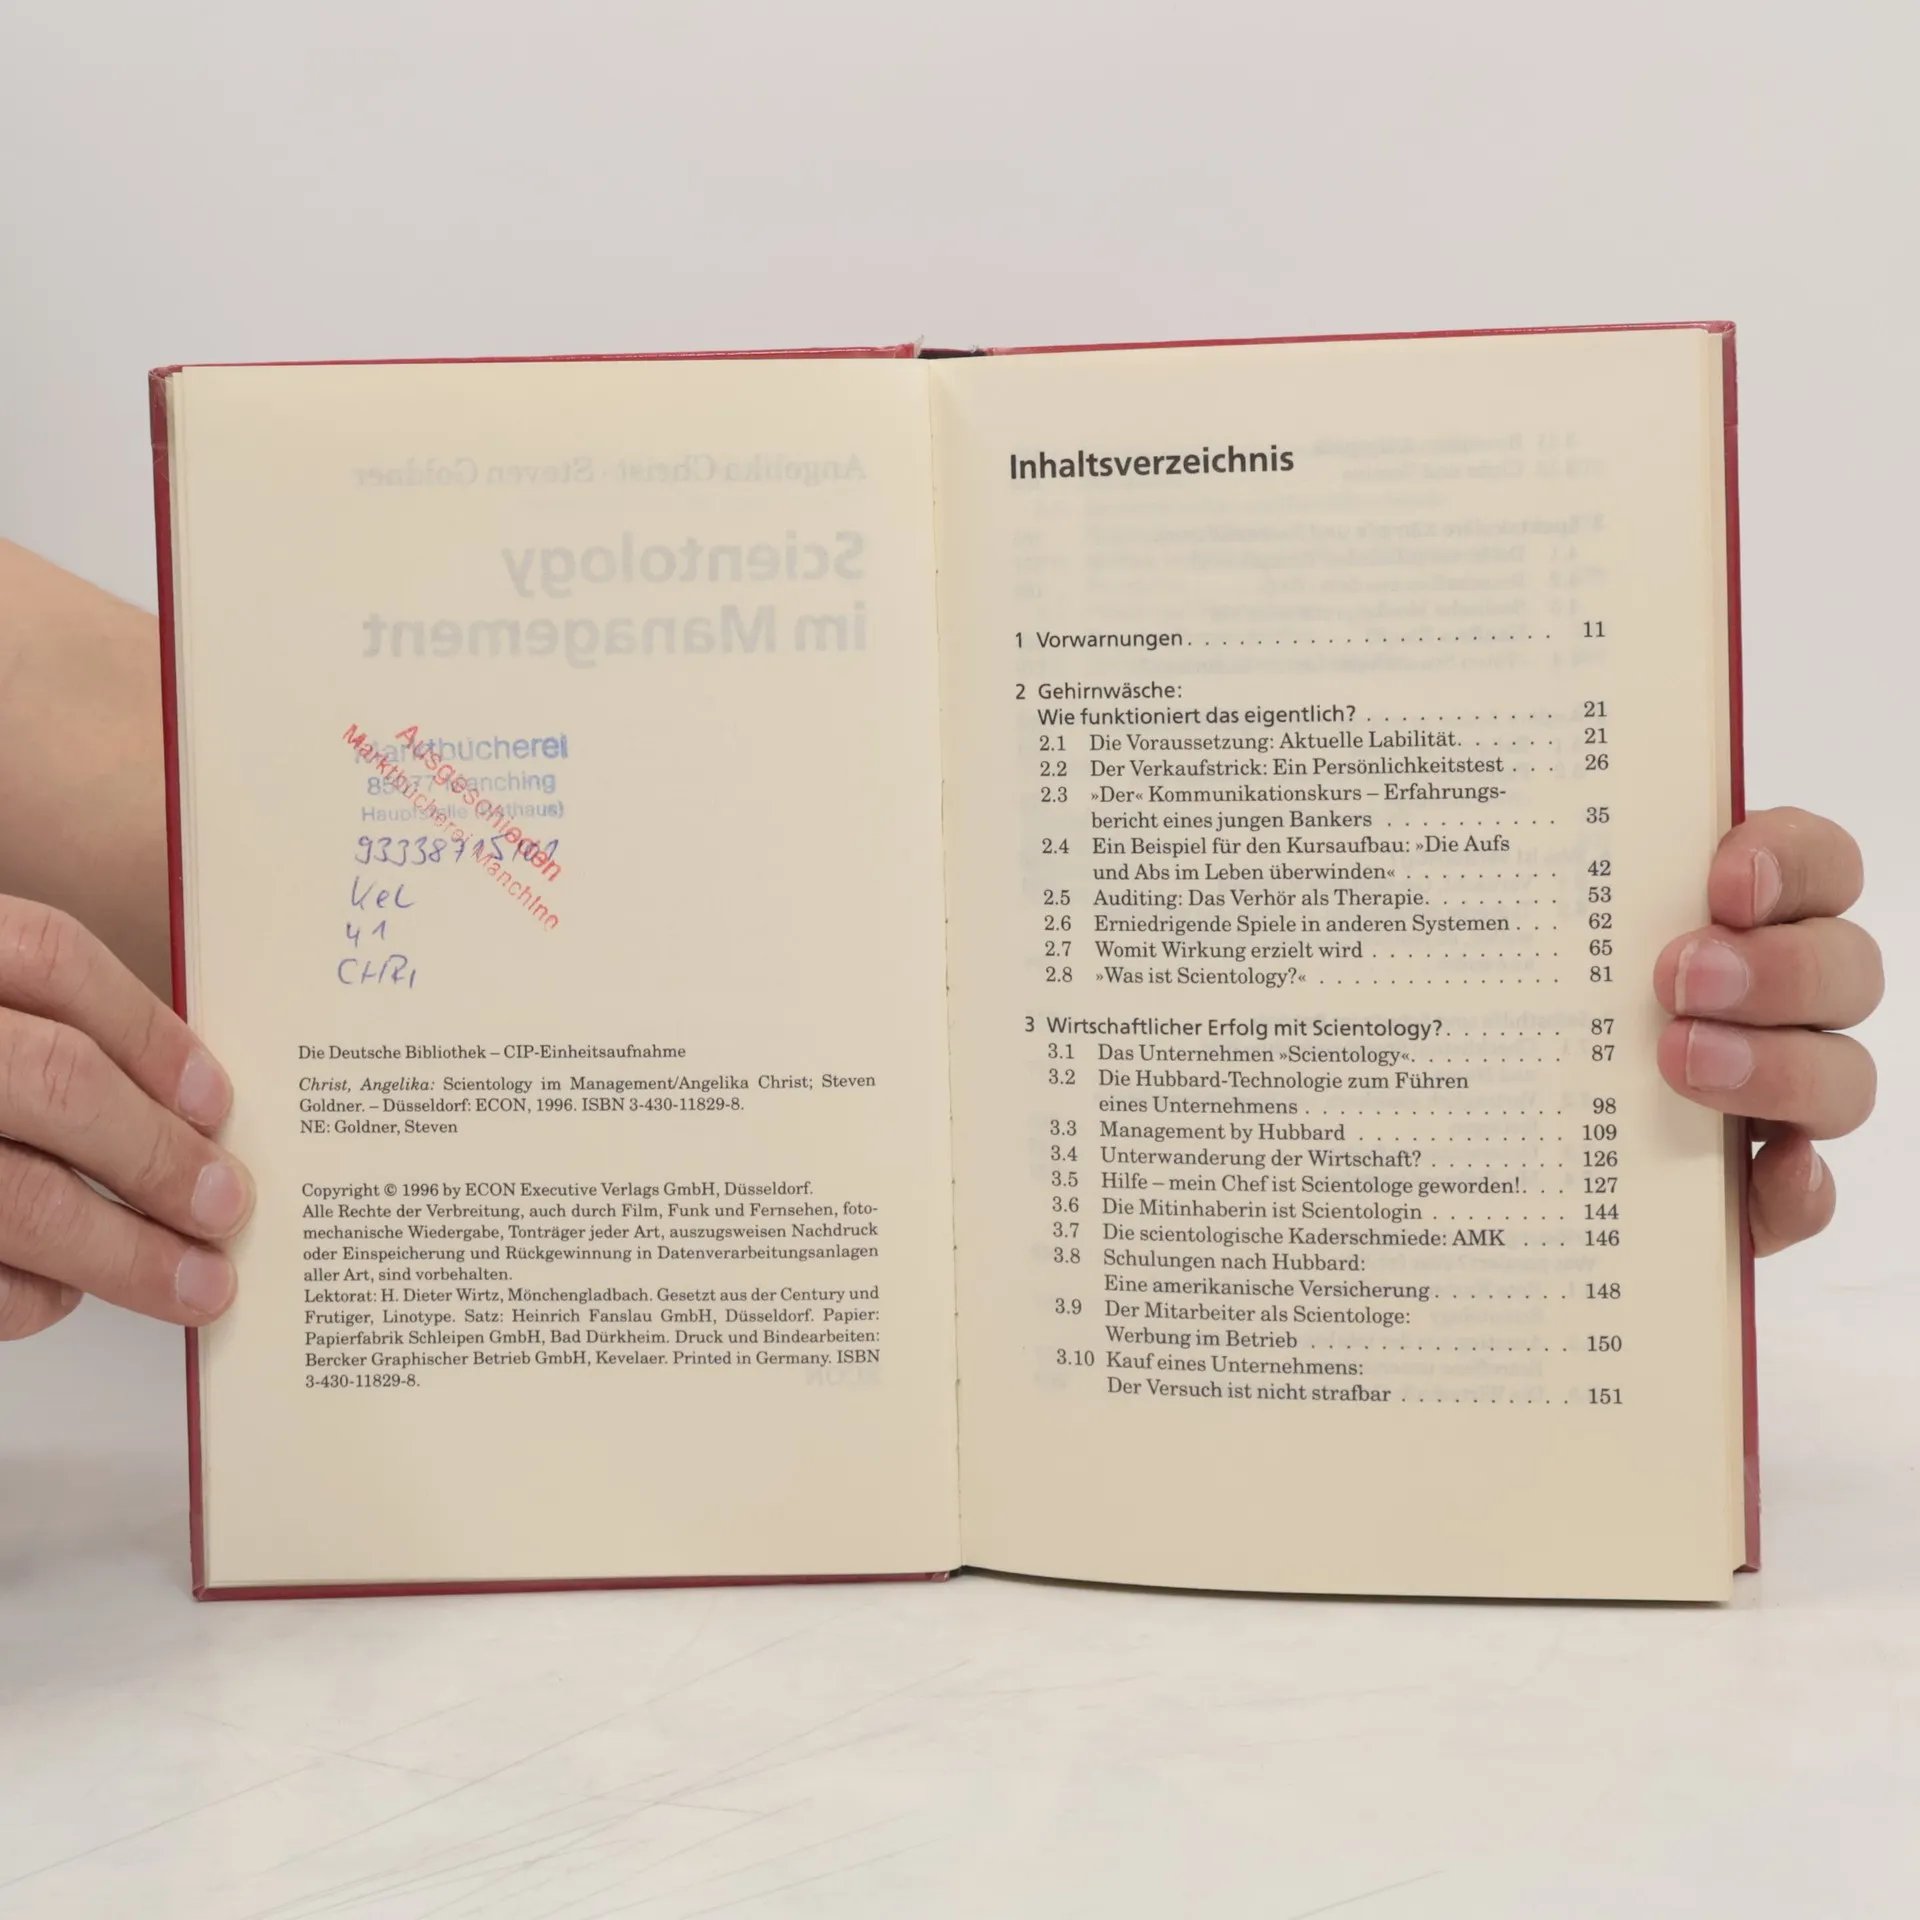 Marktbücherei
Manching
Ausgeschieden
Marktbücherei Manching
Kel
41
CHRI
Die Deutsche Bibliothek – CIP-Einheitsaufnahme
Christ, Angelika: Scientology im Management/Angelika Christ; Steven
Goldner. – Düsseldorf: ECON, 1996. ISBN 3-430-11829-8.
NE: Goldner, Steven
Copyright © 1996 by ECON Executive Verlags GmbH, Düsseldorf.
Alle Rechte der Verbreitung, auch durch Film, Funk und Fernsehen, foto-
mechanische Wiedergabe, Tonträger jeder Art, auszugsweisen Nachdruck
oder Einspeicherung und Rückgewinnung in Datenverarbeitungsanlagen
aller Art, sind vorbehalten.
Lektorat: H. Dieter Wirtz, Mönchengladbach. Gesetzt aus der Century und
Frutiger, Linotype. Satz: Heinrich Fanslau GmbH, Düsseldorf. Papier:
Papierfabrik Schleipen GmbH, Bad Dürkheim. Druck und Bindearbeiten:
Bercker Graphischer Betrieb GmbH, Kevelaer. Printed in Germany. ISBN
3-430-11829-8.
Inhaltsverzeichnis
1 Vorwarnungen. . . . . . . . . . . . . . . . . . . . 11
2 Gehirnwäsche:
Wie funktioniert das eigentlich? . . . . . . . . . . . 21
2.1 Die Voraussetzung: Aktuelle Labilität. . . . . . 21
2.2 Der Verkaufstrick: Ein Persönlichkeitstest . . . 26
2.3 »Der« Kommunikationskurs – Erfahrungs-
bericht eines jungen Bankers . . . . . . . . . . 35
2.4 Ein Beispiel für den Kursaufbau: »Die Aufs
und Abs im Leben überwinden« . . . . . . . . . 42
2.5 Auditing: Das Verhör als Therapie. . . . . . . . 53
2.6 Erniedrigende Spiele in anderen Systemen . . . 62
2.7 Womit Wirkung erzielt wird . . . . . . . . . . . 65
2.8 »Was ist Scientology?« . . . . . . . . . . . . . . 81
3 Wirtschaftlicher Erfolg mit Scientology?. . . . . . . 87
3.1 Das Unternehmen »Scientology«. . . . . . . . . 87
3.2 Die Hubbard-Technologie zum Führen
eines Unternehmens . . . . . . . . . . . . . . . 98
3.3 Management by Hubbard . . . . . . . . . . . . 109
3.4 Unterwanderung der Wirtschaft? . . . . . . . . 126
3.5 Hilfe – mein Chef ist Scientologe geworden!. . . 127
3.6 Die Mitinhaberin ist Scientologin . . . . . . . . 144
3.7 Die scientologische Kaderschmiede: AMK . . . 146
3.8 Schulungen nach Hubbard:
Eine amerikanische Versicherung. . . . . . . . 148
3.9 Der Mitarbeiter als Scientologe:
Werbung im Betrieb . . . . . . . . . . . . . . . 150
3.10 Kauf eines Unternehmens:
Der Versuch ist nicht strafbar . . . . . . . . . . 151